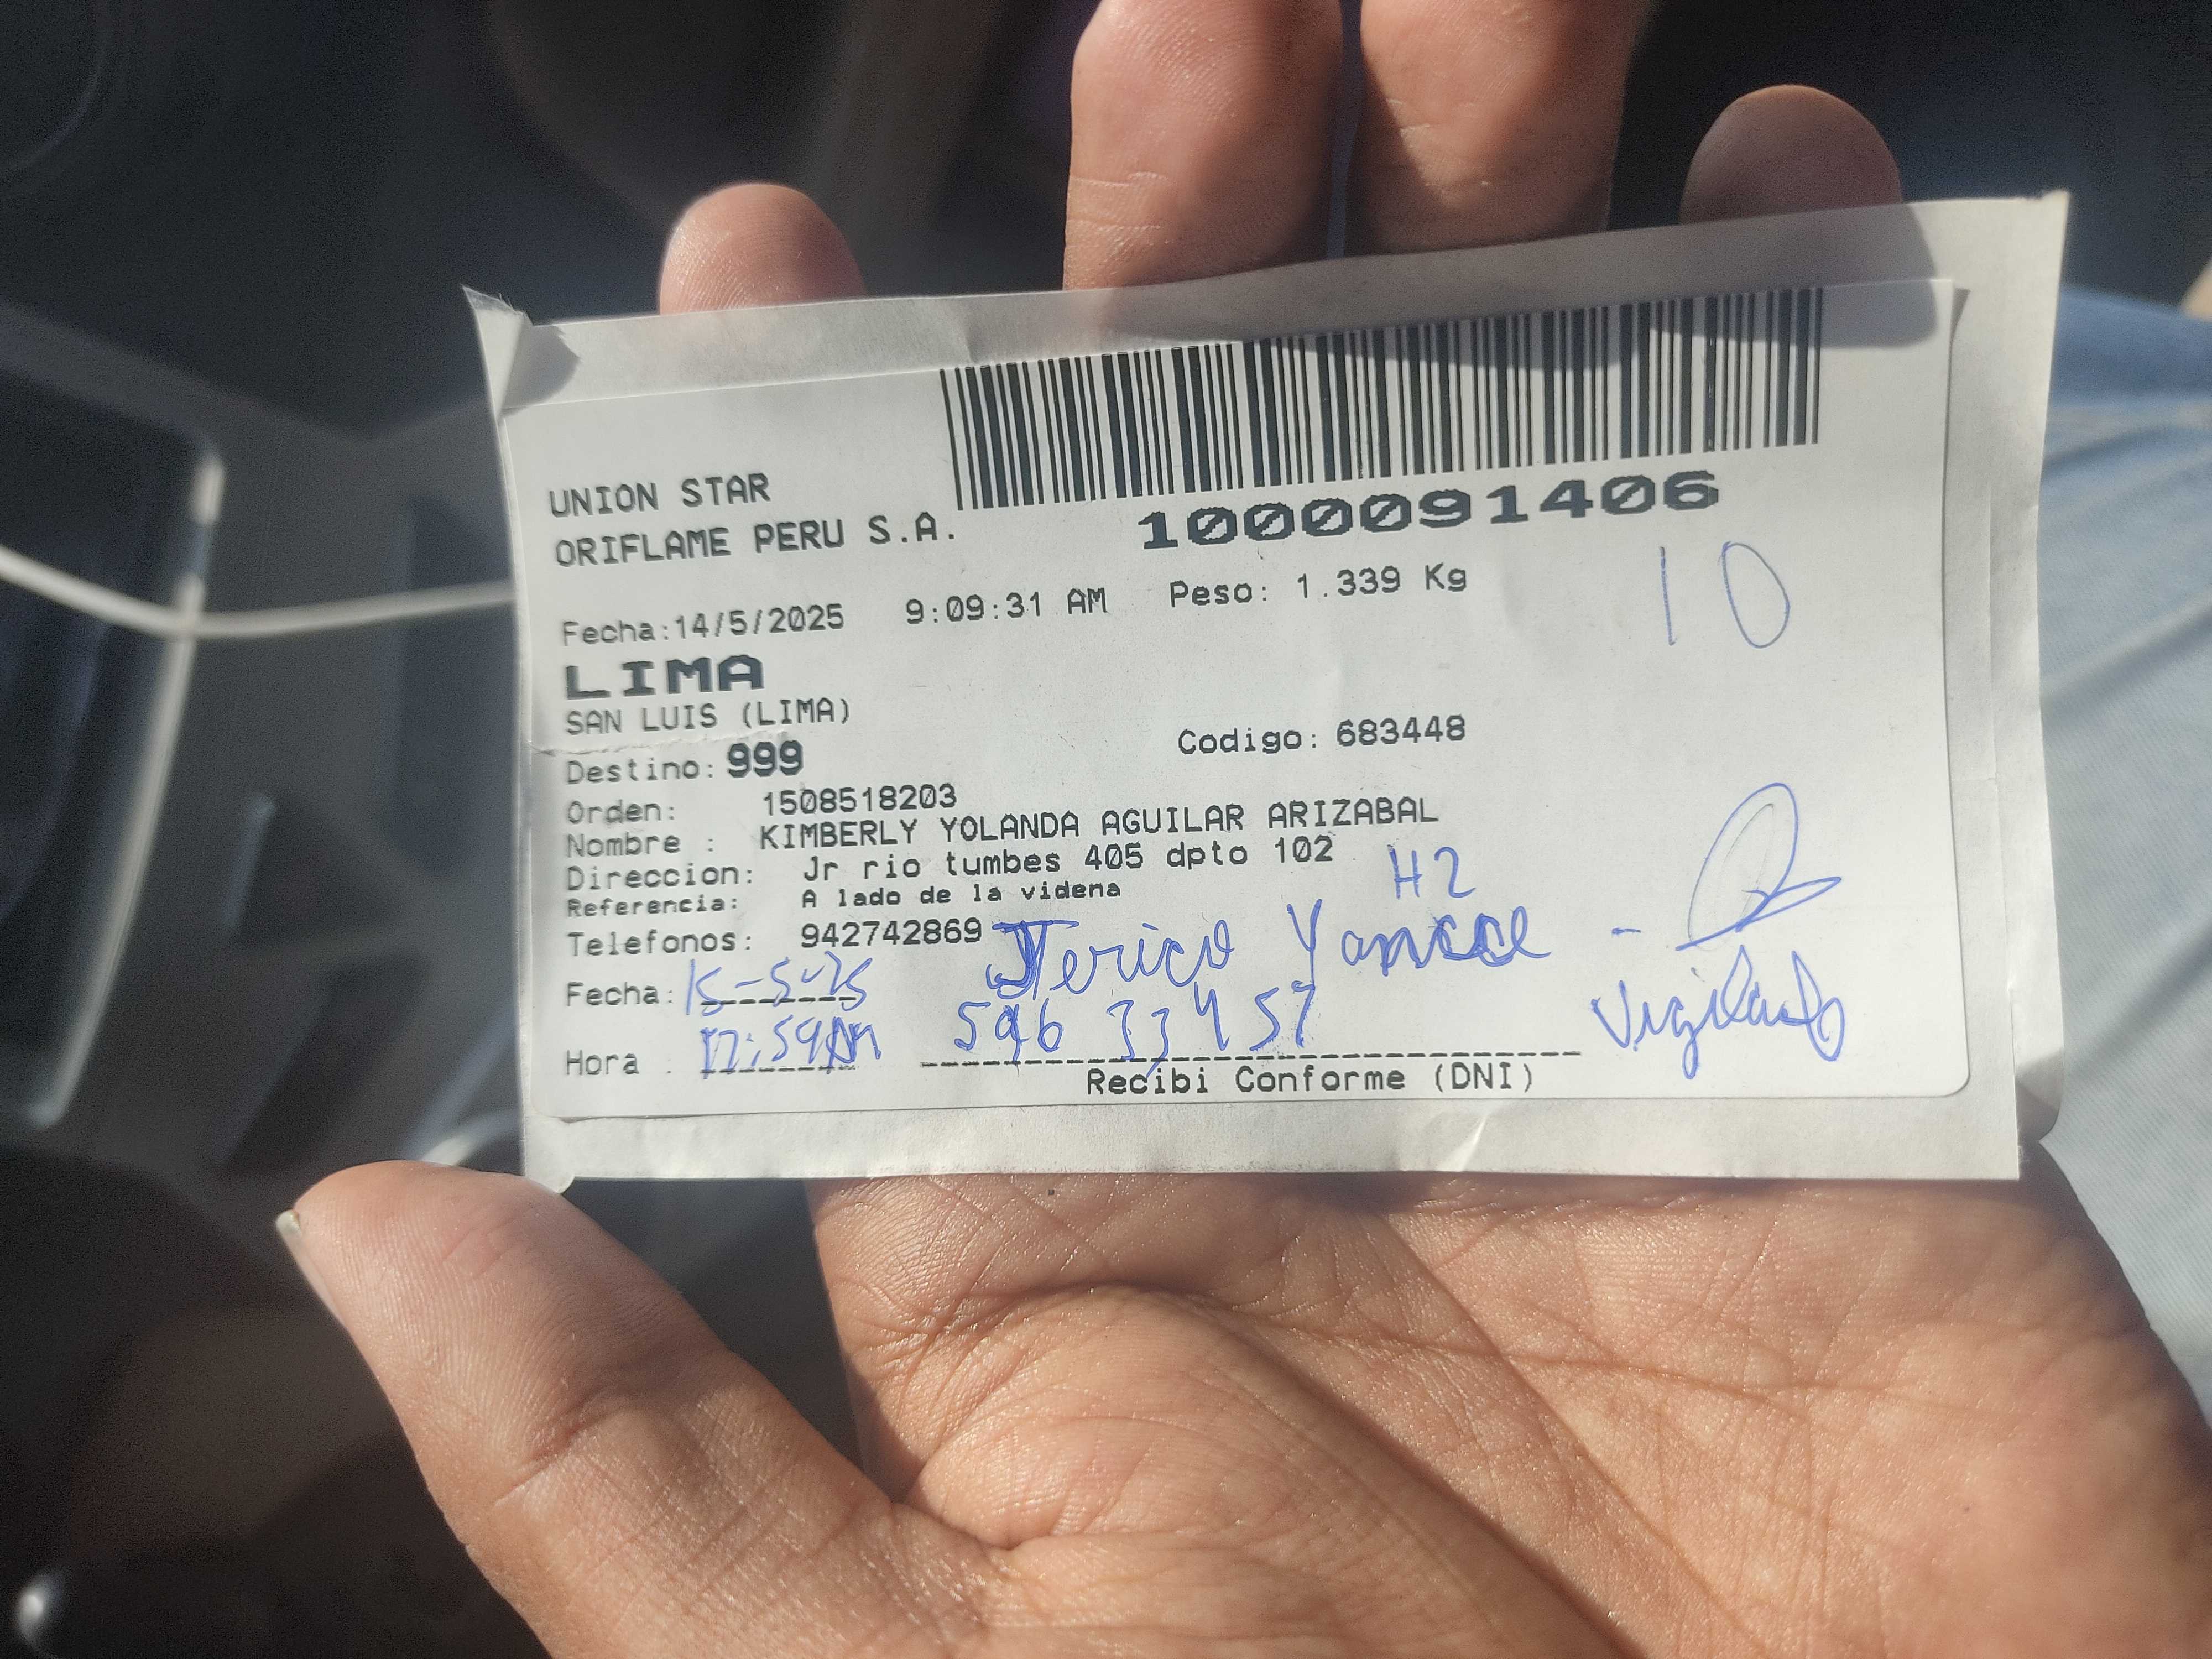 UNION STAR
ORIFLAME PERU S.A.
1000091406
Fecha:14/5/2025 9:09:31 AM Peso: 1.339 Kg
10
LIMA
SAN LUIS (LIMA)
Destino: 999 Codigo: 683448
Orden: 1508518203
Nombre : KIMBERLY YOLANDA AGUILAR ARIZABAL
Direccion: Jr rio tumbes 405 dpto 102
H2
Referencia: A lado de la videna
Telefonos: 942742869 Jerico
Fecha: 15-5-25
Hora :
Recibi Conforme (DNI)